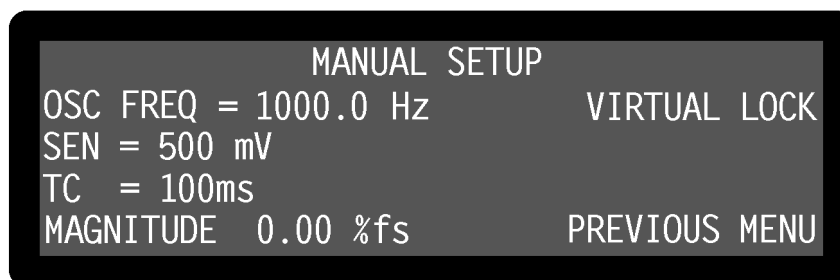 MANUAL SETUP
OSC FREQ = 1000.0 Hz VIRTUAL LOCK
SEN = 500 mV
TC = 100ms
MAGNITUDE 0.00 %fs PREVIOUS MENU